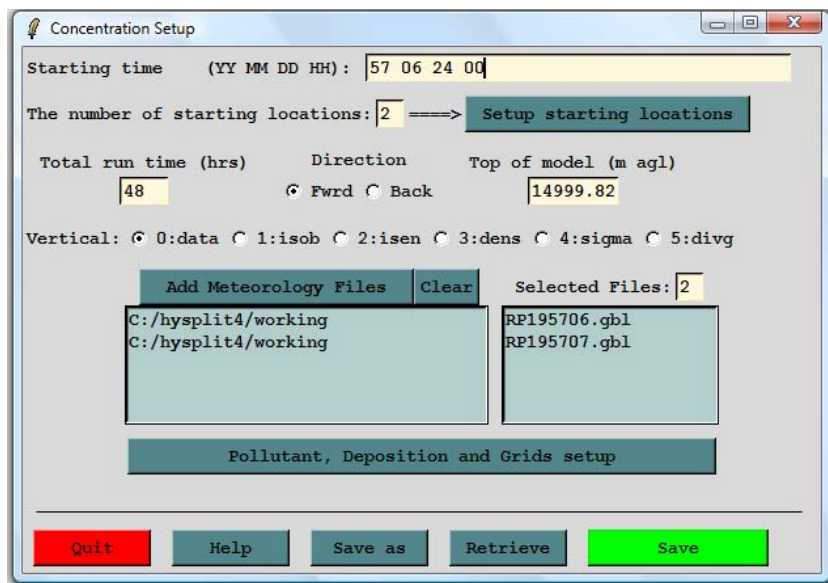 Concentration Setup
Starting time (YY MM DD HH): 57 06 24 00
The number of starting locations: 2 ====> Setup starting locations
Total run time (hrs) Direction Top of model (m agl)
48 Fwrd Back 14999.82
Vertical: 0:data 1:isob 2:isen 3:dens 4:sigma 5:divg
Add Meteorology Files Clear Selected Files: 2
C:/hysplit4/working RP195706.gbl
C:/hysplit4/working RP195707.gbl
Pollutant, Deposition and Grids setup
Quit Help Save as Retrieve Save